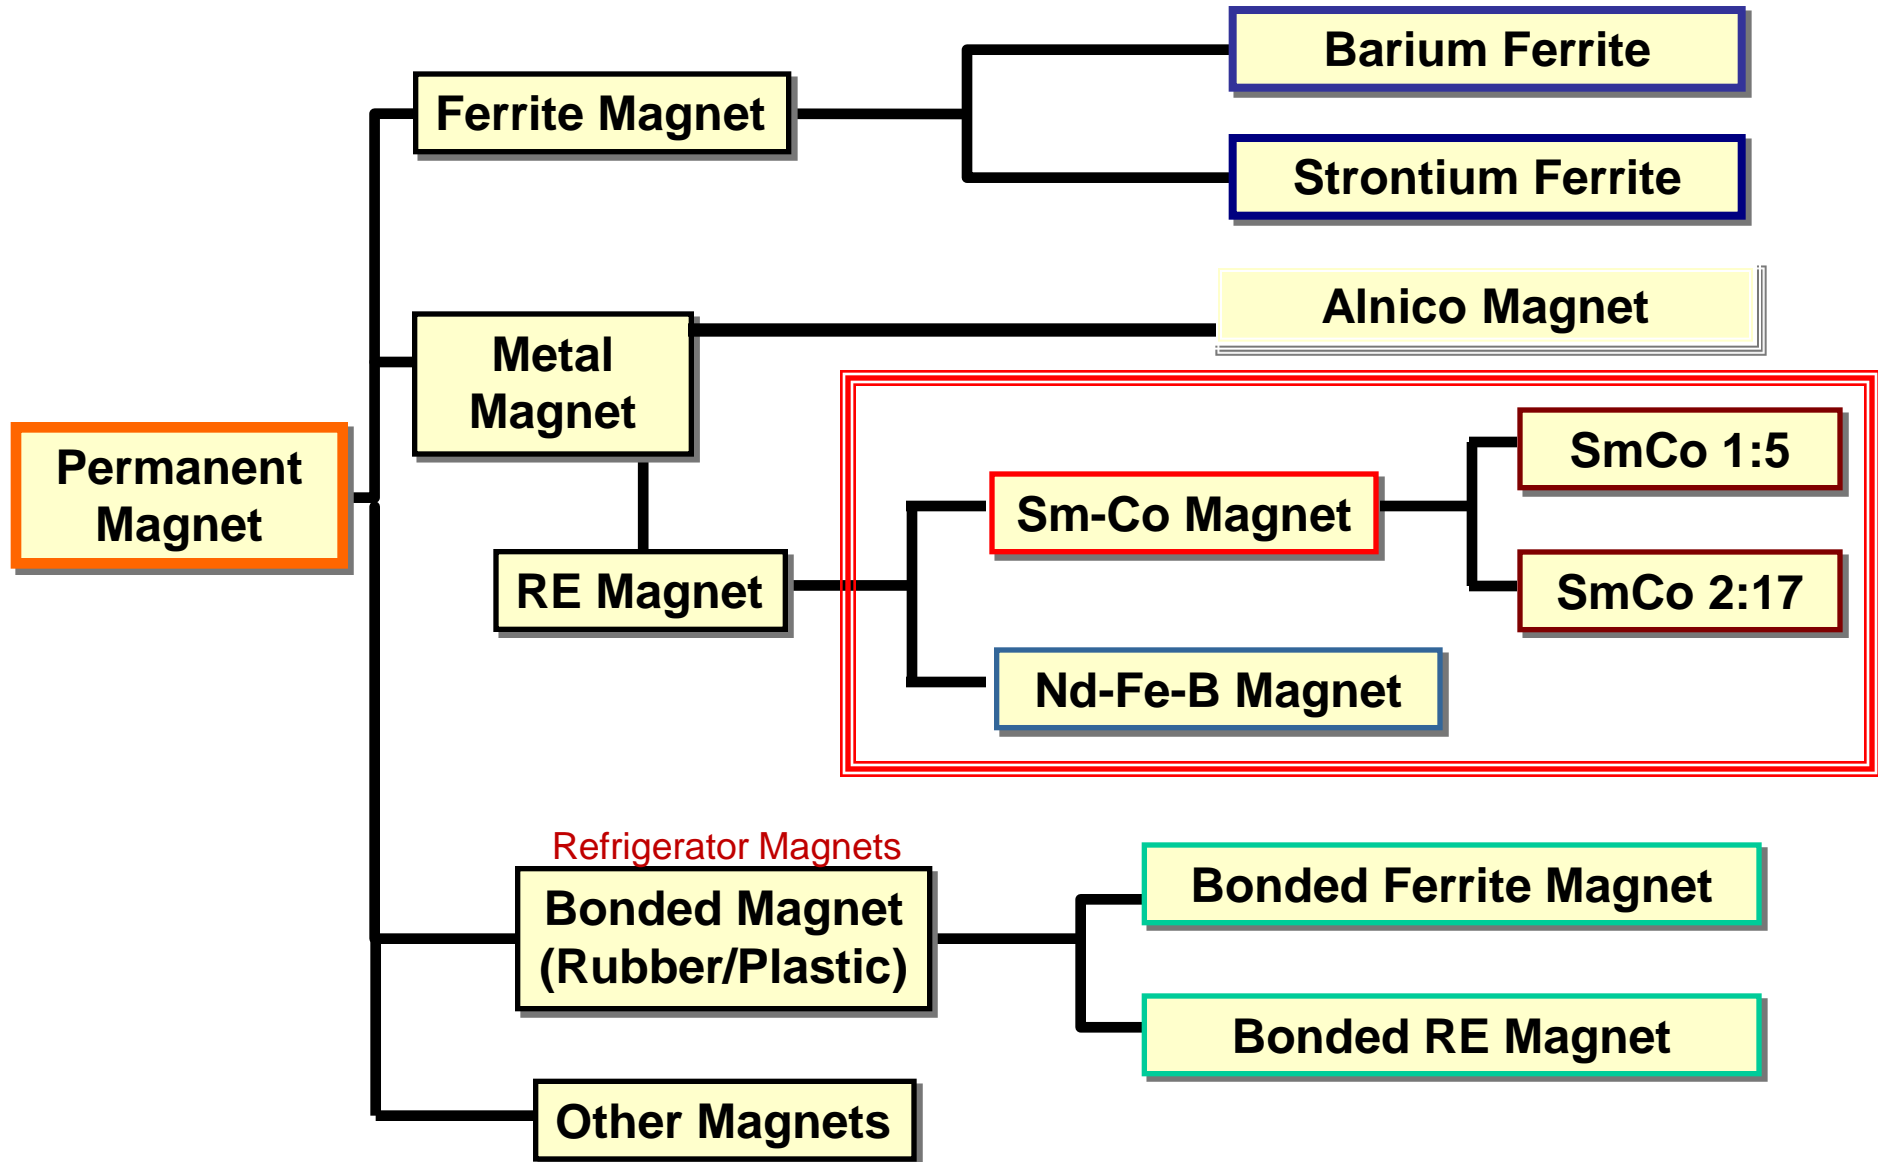 Barium Ferrite
Ferrite Magnet
Strontium Ferrite
Alnico Magnet
Metal
Magnet
Permanent
Magnet
SmCo 1:5
Sm-Co Magnet
SmCo 2:17
RE Magnet
Nd-Fe-B Magnet
Refrigerator Magnets
Bonded Magnet
(Rubber/Plastic)
Bonded Ferrite Magnet
Bonded RE Magnet
Other Magnets